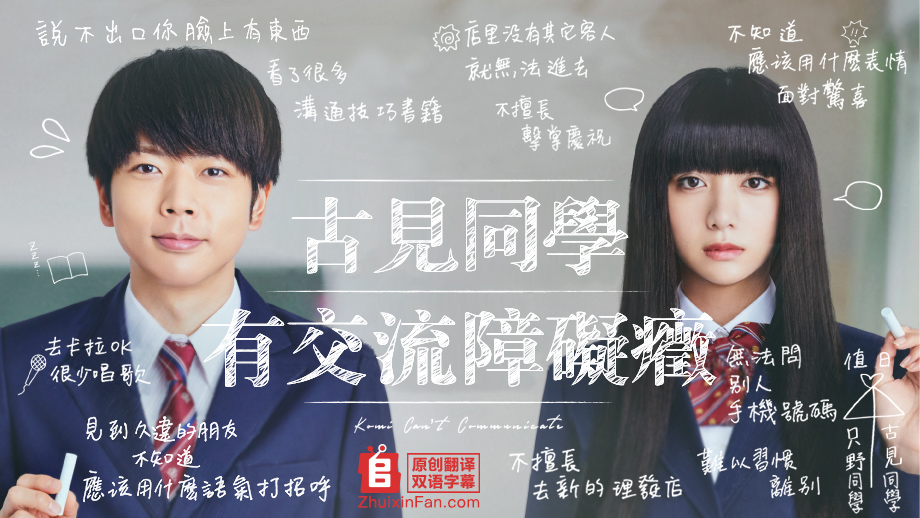 說不出口你臉上有東西
看了很多
溝通技巧書籍
店里没有其它客人
就無法進去
不擅長
擊掌慶祝
不知道
應该用什麼表情
面對驚喜
古見同學
有交流障礙癥
Komi Can't Communicate
去卡拉OK
很少唱歌
見到久違的朋友
不知道
應该用什麼語氣打招呼
原创翻译
双语字幕
ZhuixinFan.com
不擅長
去新的理發店
難以習慣
離别
無法問
别人
手機號碼
值日
只野同學
古見同學
zzz...